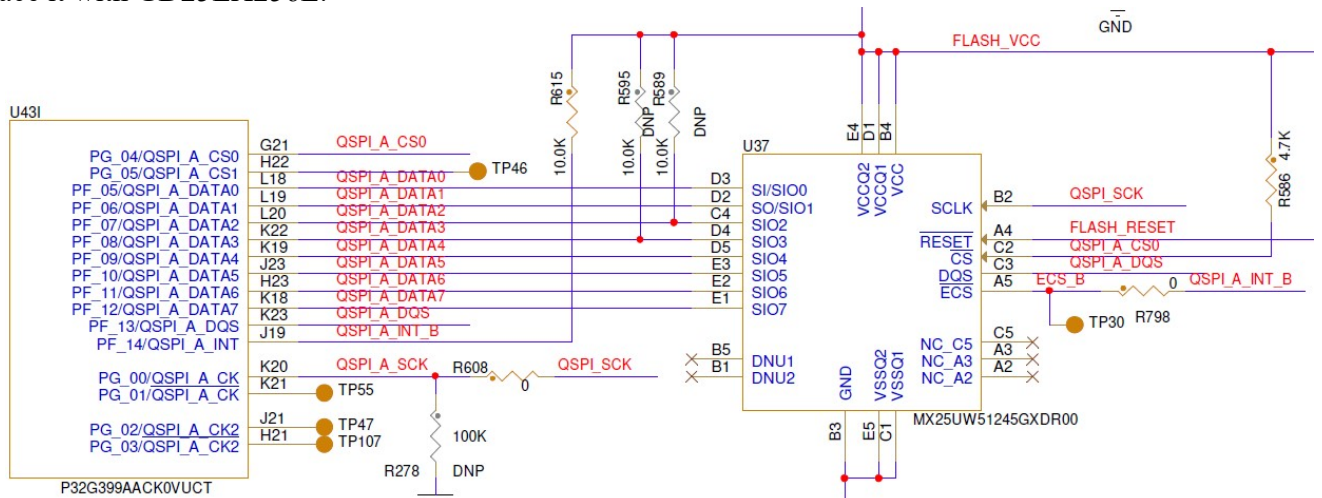 GND
FLASH_VCC
R615
10.0K
R595
DNP
10.0K
R589
DNP
10.0K
4.7K
R586
U43I
PG_04/QSPI_A_CS0 G21 QSPI_A_CS0
PG_05/QSPI_A_CS1 H22 TP46
PF_05/QSPI_A_DATA0 L18 QSPI_A_DATA0
PF_06/QSPI_A_DATA1 L19 QSPI_A_DATA1
PF_07/QSPI_A_DATA2 L20 QSPI_A_DATA2
PF_08/QSPI_A_DATA3 K22 QSPI_A_DATA3
PF_09/QSPI_A_DATA4 K19 QSPI_A_DATA4
PF_10/QSPI_A_DATA5 J23 QSPI_A_DATA5
PF_11/QSPI_A_DATA6 H23 QSPI_A_DATA6
PF_12/QSPI_A_DATA7 K18 QSPI_A_DATA7
PF_13/QSPI_A_DQS K23 QSPI_A_DQS
PF_14/QSPI_A_INT J19 QSPI_A_INT_B
PG_00/QSPI_A_CK K20 QSPI_A_SCK R608 0 QSPI_SCK
PG_01/QSPI_A_CK K21 TP55
PG_02/QSPI_A_CK2 J21 TP47
PG_03/QSPI_A_CK2 H21 TP107
100K
R278 DNP
P32G399AACK0VUCT
U37
E4 D1 B4
VCCQ2 VCCQ1 VCC
D3 SI/SIO0
D2 SO/SIO1
C4 SIO2
D4 SIO3
D5 SIO4
E3 SIO5
E2 SIO6
E1 SIO7
B5 DNU1
B1 DNU2
SCLK B2 QSPI_SCK
RESET A4 FLASH_RESET
CS C2 QSPI_A_CS0
DQS C3 QSPI_A_DQS
ECS A5 ECS_B 0 QSPI_A_INT_B
R798
TP30
NC_C5 C5
NC_A3 A3
NC_A2 A2
GND VSSQ2 VSSQ1
B3 E5 C1
MX25UW51245GXDR00